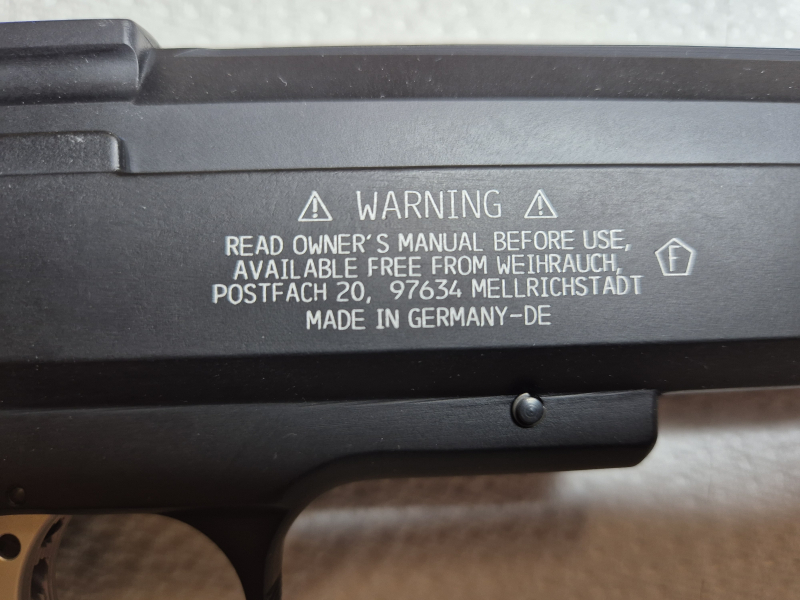 ⚠ WARNING ⚠
READ OWNER'S MANUAL BEFORE USE,
AVAILABLE FREE FROM WEIHRAUCH,
POSTFACH 20, 97634 MELLRICHSTADT
MADE IN GERMANY-DE
F